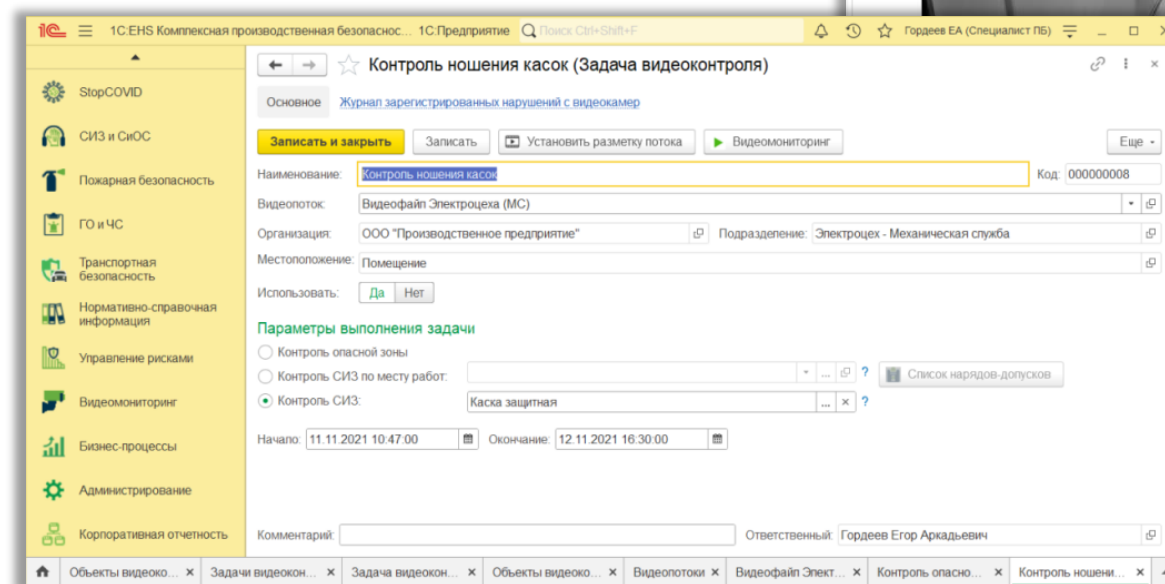 1C:EHS Комплексная производственная безопаснос... 1С:Предприятие Поиск Ctrl+Shift+F Гордеев ЕА (Специалист ПБ)
Контроль ношения касок (Задача видеоконтроля)
StopCOVID
Основное Журнал зарегистрированных нарушений с видеокамер
СИЗ и СиОС
Записать и закрыть Записать Установить разметку потока Видеомониторинг Еще
Пожарная безопасность
Наименование: Контроль ношения касок Код: 000000008
Видеопоток: Видеофайл Электроцеха (МС)
ГО и ЧС
Организация: ООО "Производственное предприятие" Подразделение: Электроцех - Механическая служба
Транспортная
безопасность
Местоположение: Помещение
Использовать: Да Нет
Нормативно-справочная
информация
Параметры выполнения задачи
Контроль опасной зоны
Управление рисками
Контроль СИЗ по месту работ: ... ? Список нарядов-допусков
Видеомониторинг
Контроль СИЗ: Каска защитная ... × ?
Бизнес-процессы
Начало: 11.11.2021 10:47:00 Окончание: 12.11.2021 16:30:00
Администрирование
Корпоративная отчетность
Комментарий: Ответственный: Гордеев Егор Аркадьевич
Объекты видеоко... × Задачи видеокон... × Задача видеокон... × Объекты видеоко... × Видеопотоки × Видеофайл Элект... × Контроль опасно... × Контроль ношени... ×